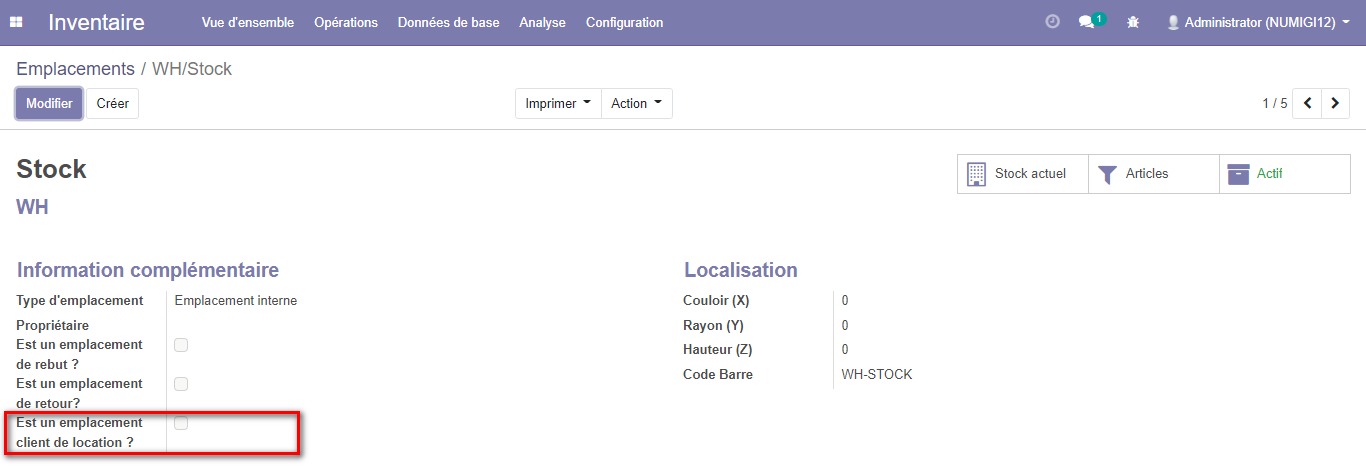 Inventaire Vue d'ensemble Opérations Données de base Analyse Configuration 1 Administrator (NUMIGI12)
Emplacements / WH/Stock
Modifier Créer Imprimer Action 1 / 5
Stock
Stock actuel Articles Actif
WH
Information complémentaire
Type d'emplacement Emplacement interne
Propriétaire
Est un emplacement
de rebut ?
Est un emplacement
de retour?
Est un emplacement
client de location ?
Localisation
Couloir (X) 0
Rayon (Y) 0
Hauteur (Z) 0
Code Barre WH-STOCK